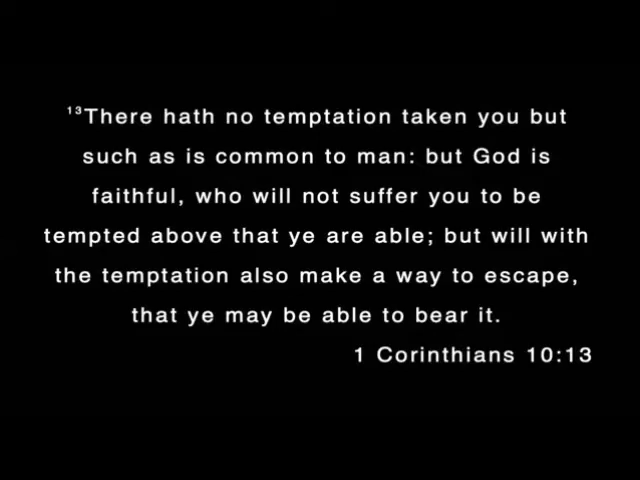 ¹³There hath no temptation taken you but
such as is common to man: but God is
faithful, who will not suffer you to be
tempted above that ye are able; but will with
the temptation also make a way to escape,
that ye may be able to bear it.
1 Corinthians 10:13